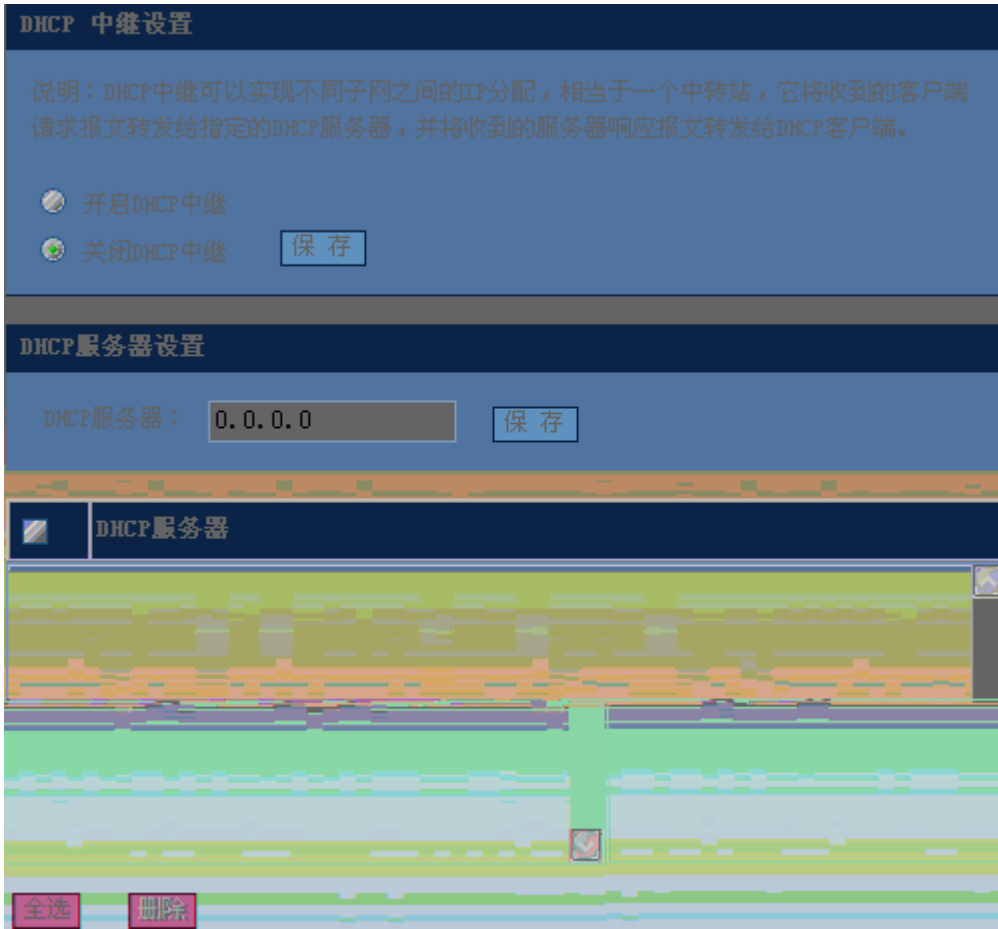 DHCP 中继设置
说明：DHCP中继可以实现不同子网之间的IP分配，相当于一个中转站，它将收到的客户端
请求报文转发给指定的DHCP服务器，并将收到的服务器响应报文转发给DHCP客户端。
开启DHCP中继
关闭DHCP中继 保 存
DHCP服务器设置
DHCP服务器： 0.0.0.0 保 存
DHCP服务器
全选 删除